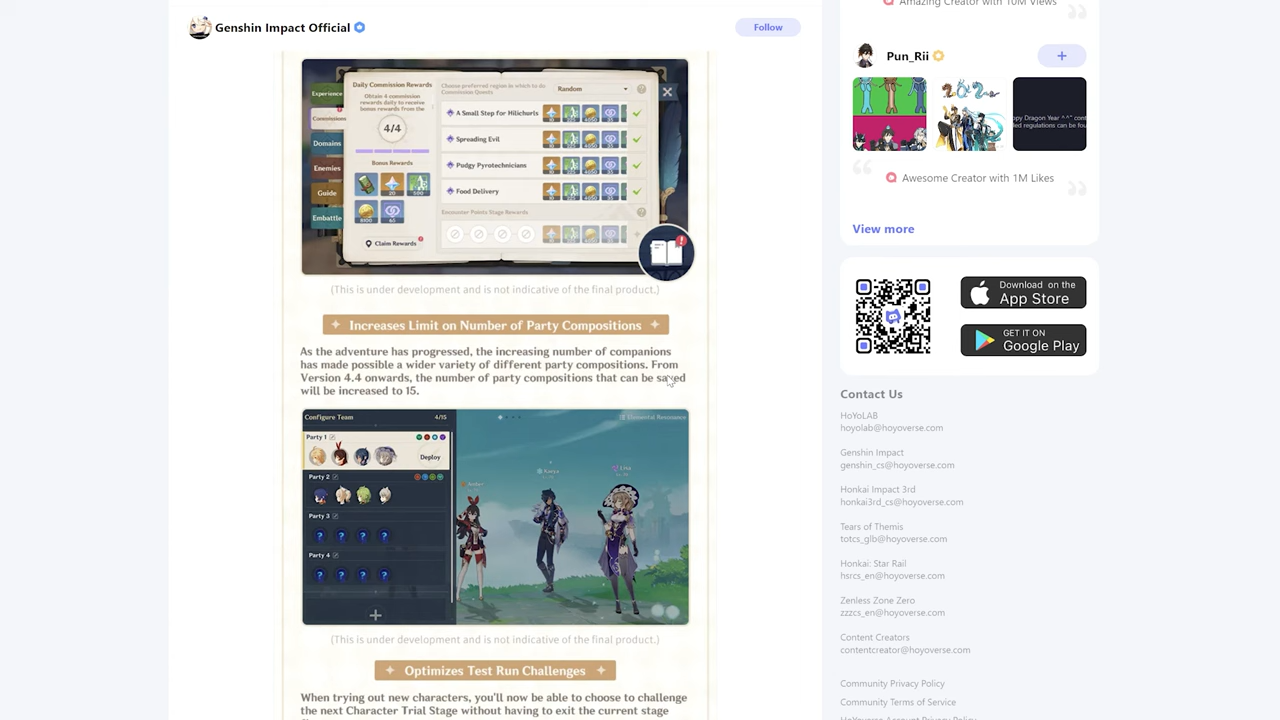 Genshin Impact Official
Follow
Daily Commission Rewards
Obtain 4 commission
rewards daily to receive
bonus rewards from the
4/4
Bonus Rewards
20
500
8100
60
Claim Rewards
Experience
Commissions
Domains
Enemies
Guide
Embattle
Choose preferred region in which to do
Commission Quests
Random
A Small Step for Hilichurls
Spreading Evil
Pudgy Pyrotechnicians
Food Delivery
Encounter Points Stage Rewards
(This is under development and is not indicative of the final product.)
Increases Limit on Number of Party Compositions
As the adventure has progressed, the increasing number of companions
has made possible a wider variety of different party compositions. From
Version 4.4 onwards, the number of party compositions that can be saved
will be increased to 15.
Configure Team
4/15
Party 1
Deploy
Party 2
Party 3
Party 4
Elemental Resonance
Amber
Kaeya
Lisa
(This is under development and is not indicative of the final product.)
Optimizes Test Run Challenges
When trying out new characters, you'll now be able to choose to challenge
the next Character Trial Stage without having to exit the current stage
Amazing Creator with 10M Views
Pun_Rii
+
Awesome Creator with 1M Likes
View more
Download on the
App Store
GET IT ON
Google Play
Contact Us
HoYoLAB
hoyolab@hoyoverse.com
Genshin Impact
genshin_cs@hoyoverse.com
Honkai Impact 3rd
honkai3rd_cs@hoyoverse.com
Tears of Themis
totcs_glb@hoyoverse.com
Honkai: Star Rail
hsrcs_en@hoyoverse.com
Zenless Zone Zero
zzzcs_en@hoyoverse.com
Content Creators
contentcreator@hoyoverse.com
Community Privacy Policy
Community Terms of Service
HoYoverse Account Privacy Policy